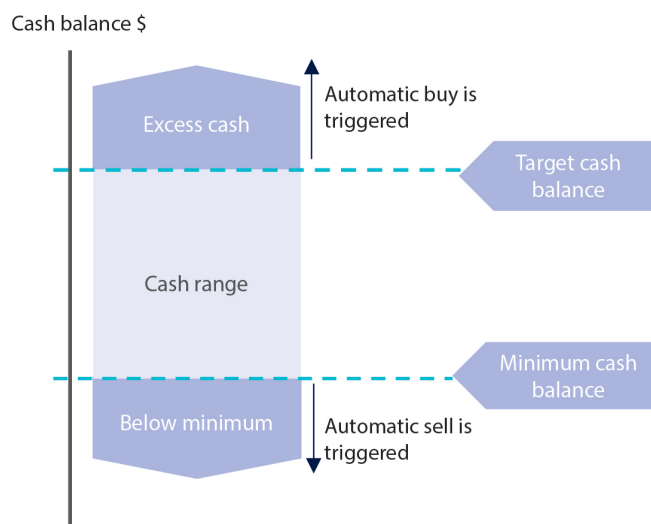 Cash balance $
Excess cash
Automatic buy is
triggered
Target cash
balance
Cash range
Minimum cash
balance
Below minimum
Automatic sell is
triggered